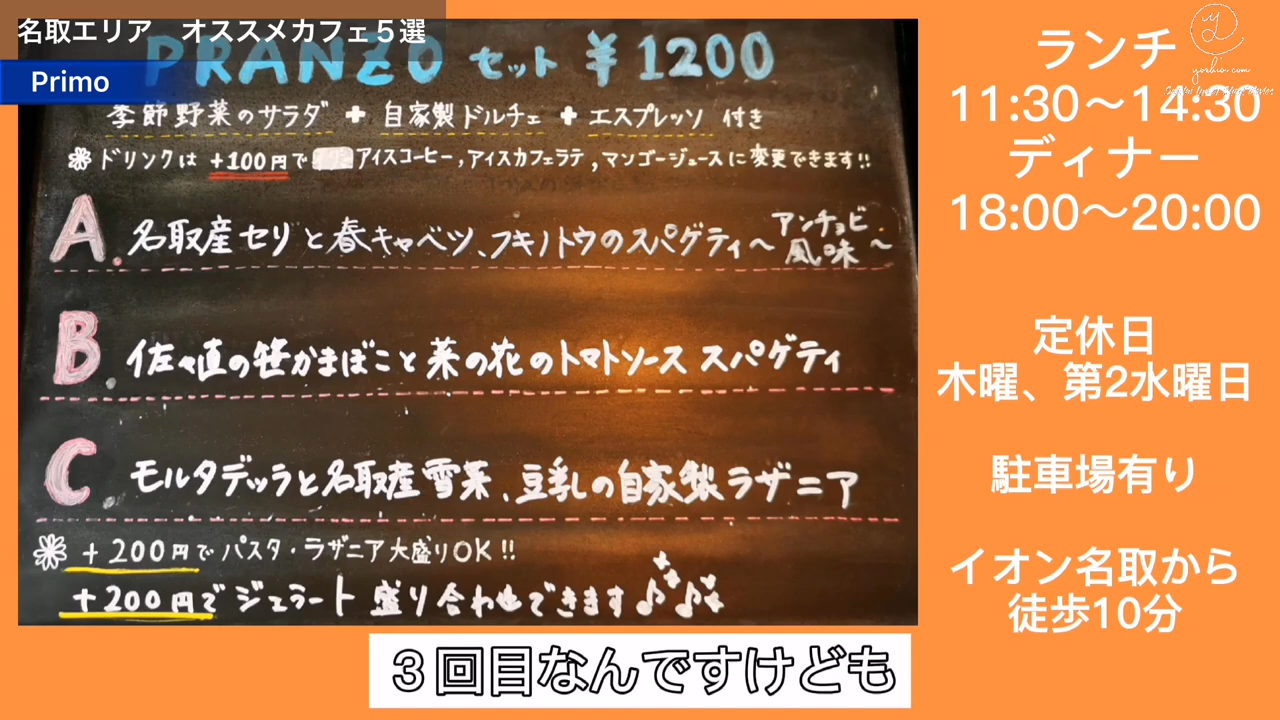 名取エリア　オススメカフェ５選
Primo
PRANZO セット ¥1200
季節野菜のサラダ + 自家製ドルチェ + エスプレッソ 付き
❀ ドリンクは +100円で アイスコーヒー,アイスカフェラテ,マンゴージュースに変更できます!!
A. 名取産セリと春キャベツ、フキノトウのスパゲティ〜アンチョビ風味〜
B. 佐々直の笹かまぼこと菜の花のトマトソース スパゲティ
C モルタデッラと名取産雪菜、豆乳の自家製ラザニア
❀ +200円でパスタ・ラザニア大盛りOK!!
+200円でジェラート 盛り合わせできます♪♪
ランチ
11:30〜14:30
ディナー
18:00〜20:00
定休日
木曜、第2水曜日
駐車場有り
イオン名取から
徒歩10分
３回目なんですけども